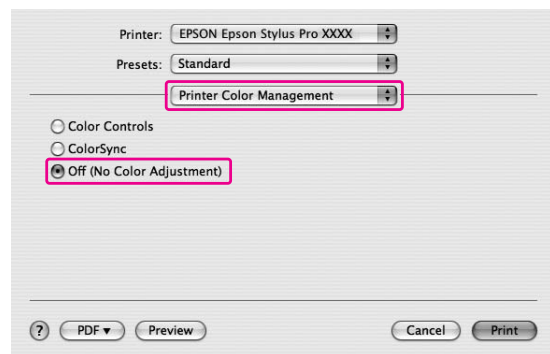 Printer: EPSON Epson Stylus Pro XXXX
Presets: Standard
Printer Color Management
Color Controls
ColorSync
Off (No Color Adjustment)
? PDF ▼ Preview Cancel Print